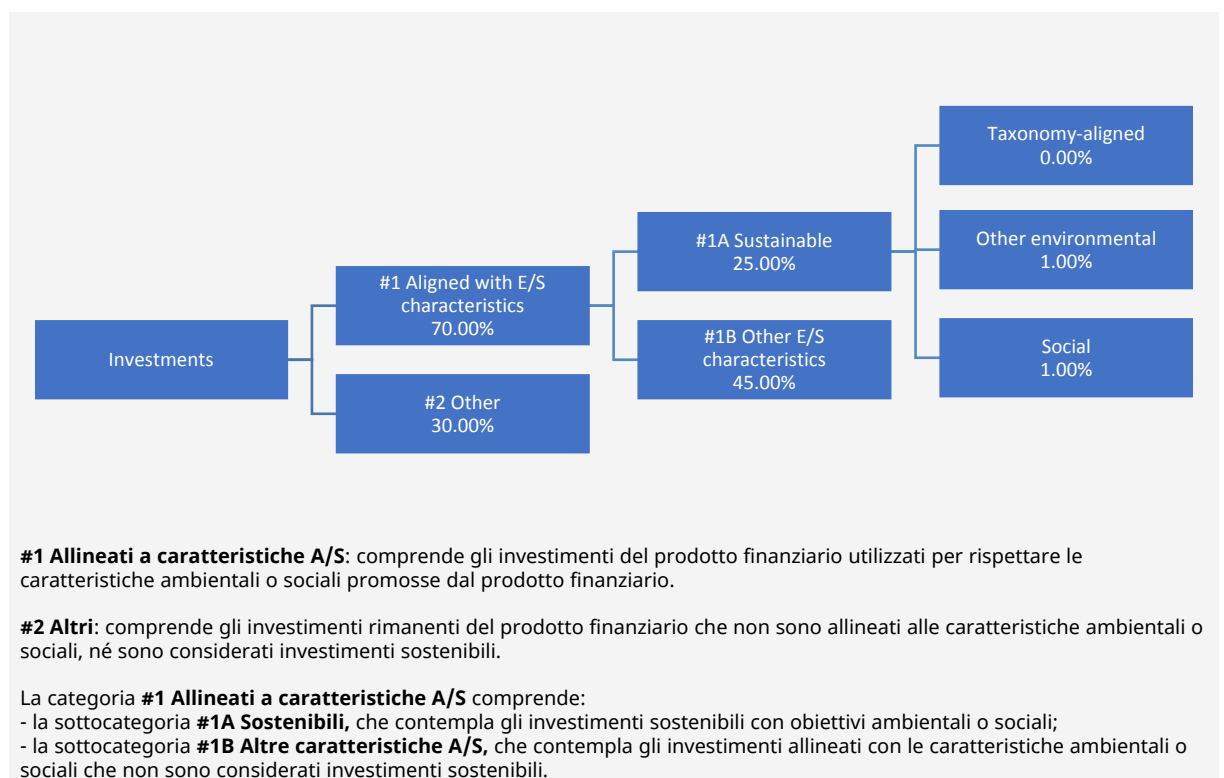 Investments
#1 Aligned with E/S
characteristics
70.00%
#2 Other
30.00%
#1A Sustainable
25.00%
#1B Other E/S
characteristics
45.00%
Taxonomy-aligned
0.00%
Other environmental
1.00%
Social
1.00%
#1 Allineati a caratteristiche A/S: comprende gli investimenti del prodotto finanziario utilizzati per rispettare le
caratteristiche ambientali o sociali promosse dal prodotto finanziario.
#2 Altri: comprende gli investimenti rimanenti del prodotto finanziario che non sono allineati alle caratteristiche ambientali o
sociali, né sono considerati investimenti sostenibili.
La categoria #1 Allineati a caratteristiche A/S comprende:
- la sottocategoria #1A Sostenibili, che contempla gli investimenti sostenibili con obiettivi ambientali o sociali;
- la sottocategoria #1B Altre caratteristiche A/S, che contempla gli investimenti allineati con le caratteristiche ambientali o
sociali che non sono considerati investimenti sostenibili.